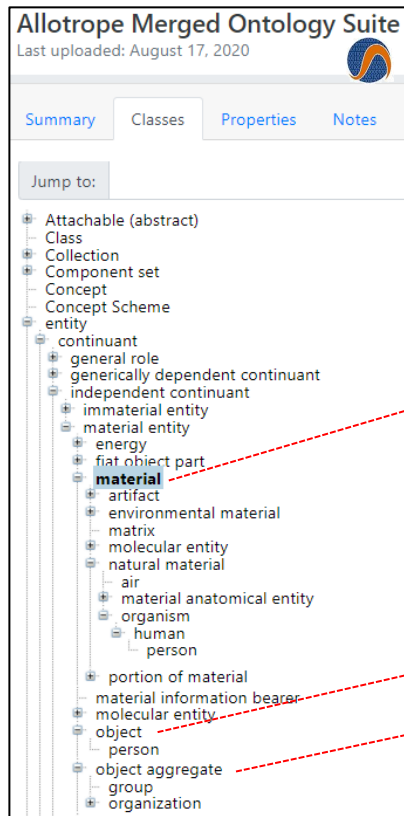 Allotrope Merged Ontology Suite
Last uploaded: August 17, 2020
Summary Classes Properties Notes
Jump to:
Attachable (abstract)
Class
Collection
Component set
Concept
Concept Scheme
entity
continuant
general role
generically dependent continuant
independent continuant
immaterial entity
material entity
energy
fiat object part
material
artifact
environmental material
matrix
molecular entity
natural material
air
material anatomical entity
organism
human
person
portion of material
material information bearer
molecular entity
object
person
object aggregate
group
organization